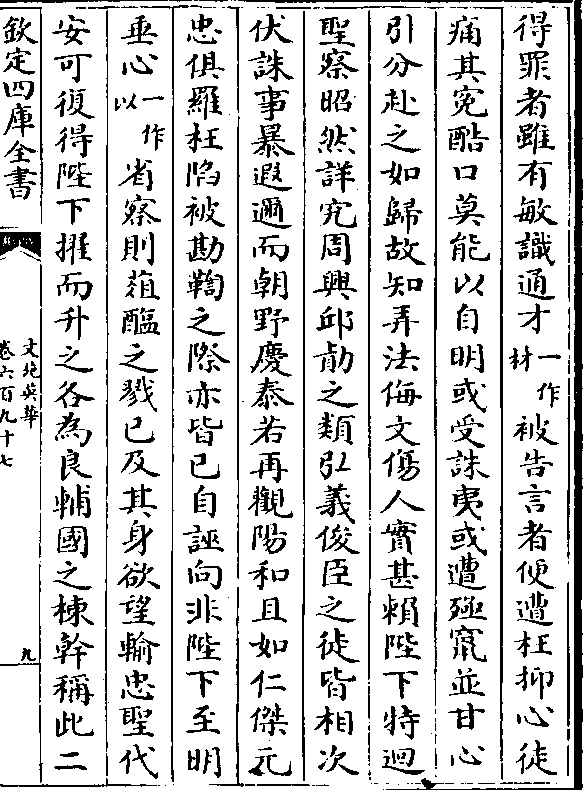 得罪者雖有敏識通才一作材被告言者便遭枉抑心徒
痛其寃酷口莫能以自明或受誅夷或遭殛竄並甘心
引分赴之如歸故知弄法侮文傷人實甚賴陛下特迴
聖察昭然詳究周興邱勣之類引義俊臣之徒皆相次
伏誅事暴遐邇而朝野慶泰若再觀陽和且如仁傑元
忠俱羅枉陷被勘鞫之際亦皆已自誣向非陛下至明
垂心一作以省察則葅醢之戮已及其身欲望輸忠聖代
安可復得陛下擢而升之各為良輔國之棟幹稱此二
欽定四庫全書
文苑英華
卷六百九十七
九